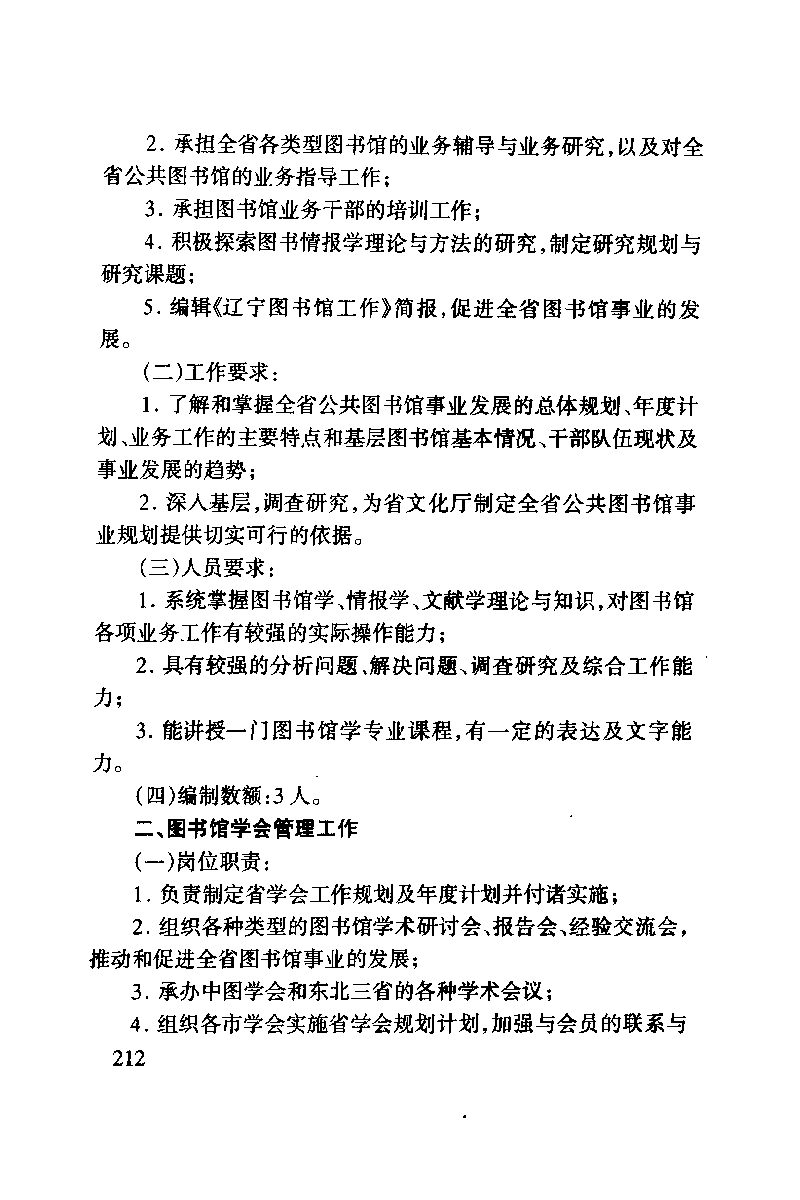 2. 承担全省各类型图书馆的业务辅导与业务研究,以及对全
省公共图书馆的业务指导工作;
3. 承担图书馆业务干部的培训工作;
4. 积极探索图书情报学理论与方法的研究,制定研究规划与
研究课题;
5. 编辑《辽宁图书馆工作》简报,促进全省图书馆事业的发
展。
(二)工作要求:
1. 了解和掌握全省公共图书馆事业发展的总体规划、年度计
划、业务工作的主要特点和基层图书馆基本情况、干部队伍现状及
事业发展的趋势;
2. 深入基层,调查研究,为省文化厅制定全省公共图书馆事
业规划提供切实可行的依据。
(三)人员要求:
1. 系统掌握图书馆学、情报学、文献学理论与知识,对图书馆
各项业务工作有较强的实际操作能力;
2. 具有较强的分析问题、解决问题、调查研究及综合工作能
力;
3. 能讲授一门图书馆学专业课程,有一定的表达及文字能
力。
(四)编制数额:3 人。
二、图书馆学会管理工作
(一)岗位职责:
1. 负责制定省学会工作规划及年度计划并付诸实施;
2. 组织各种类型的图书馆学术研讨会、报告会、经验交流会,
推动和促进全省图书馆事业的发展;
3. 承办中图学会和东北三省的各种学术会议;
4. 组织各市学会实施省学会规划计划,加强与会员的联系与
212